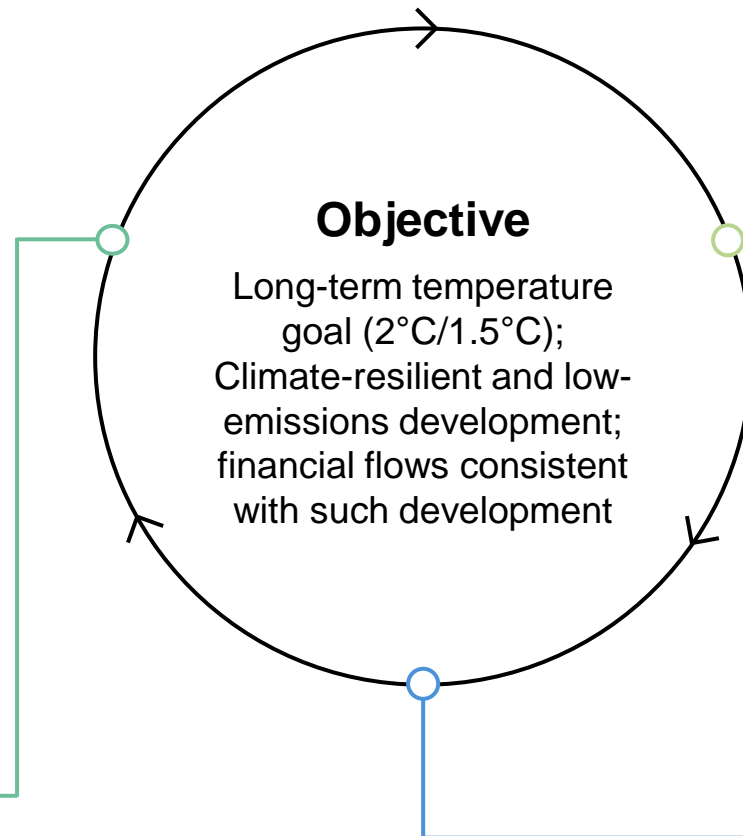 Objective
Long-term temperature
goal (2°C/1.5°C);
Climate-resilient and low-
emissions development;
financial flows consistent
with such development